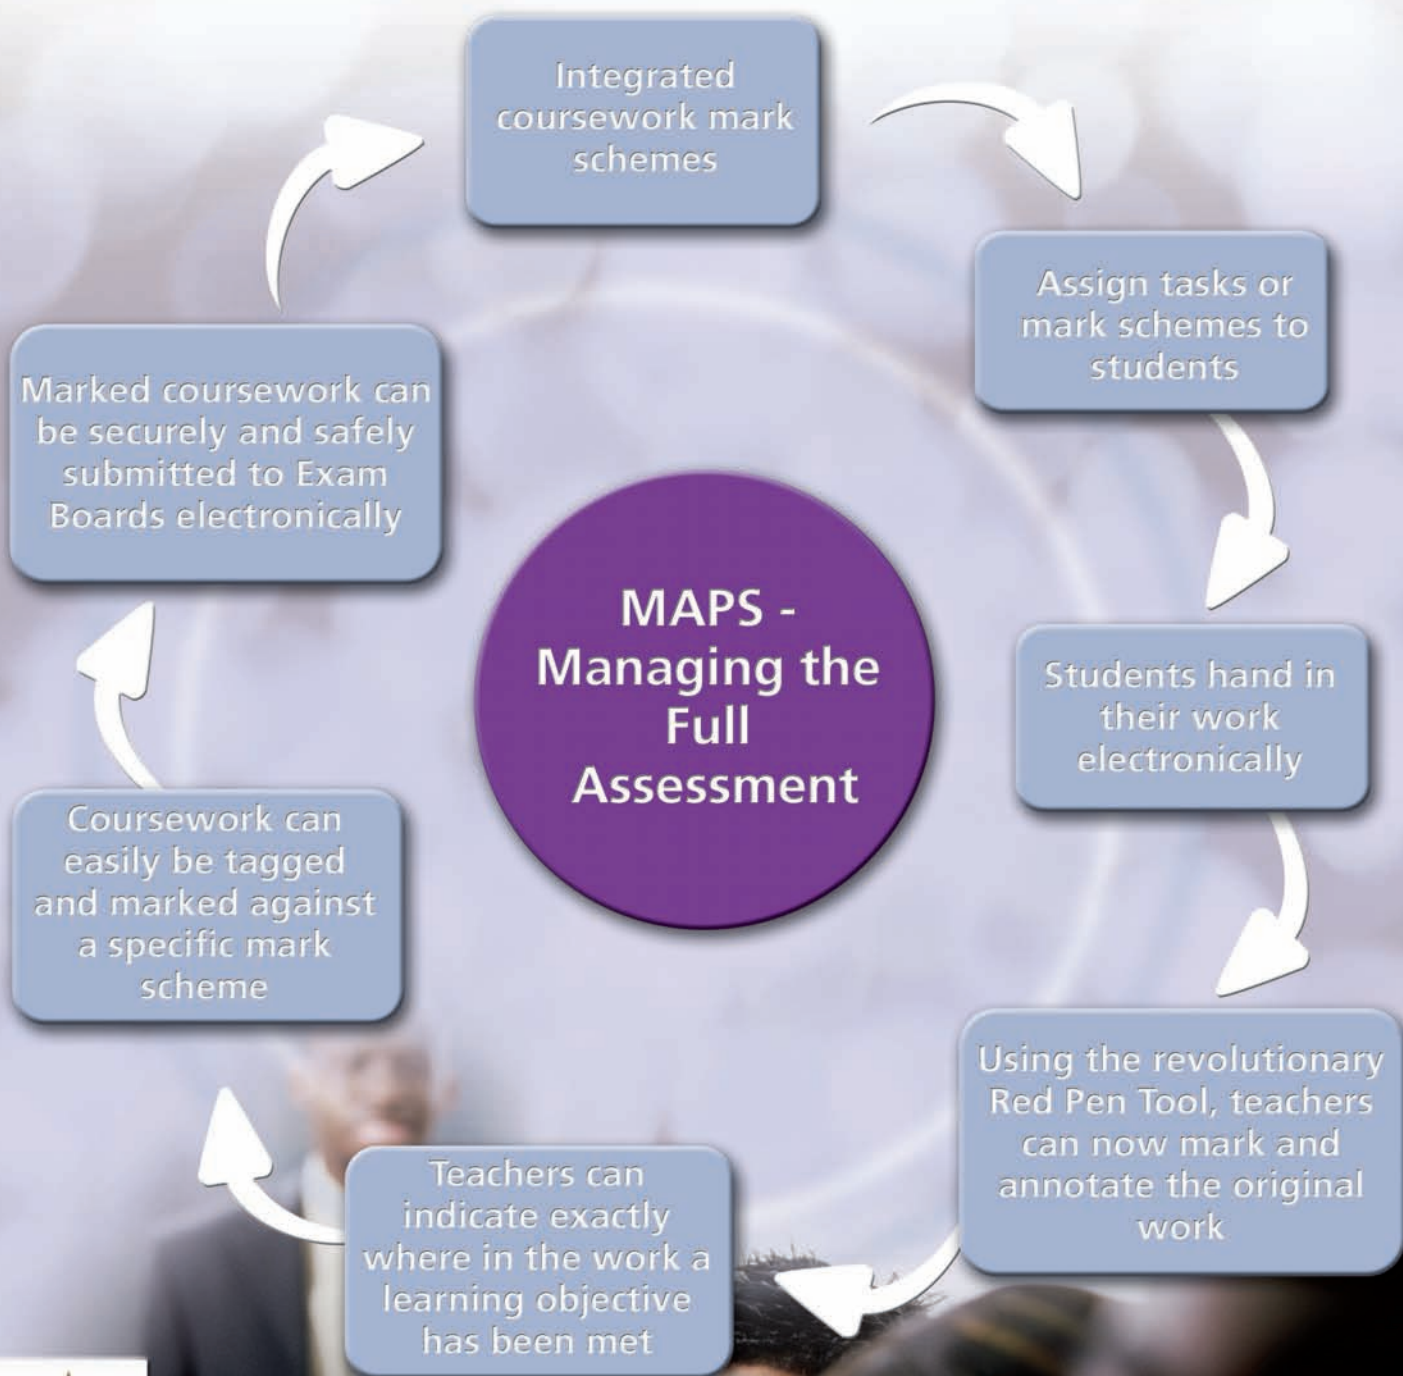 Integrated
coursework mark
schemes
Assign tasks or
mark schemes to
students
Students hand in
their work
electronically
Using the revolutionary
Red Pen Tool, teachers
can now mark and
annotate the original
work
Teachers can
indicate exactly
where in the work a
learning objective
has been met
Coursework can
easily be tagged
and marked against
a specific mark
scheme
Marked coursework can
be securely and safely
submitted to Exam
Boards electronically
MAPS -
Managing the
Full
Assessment